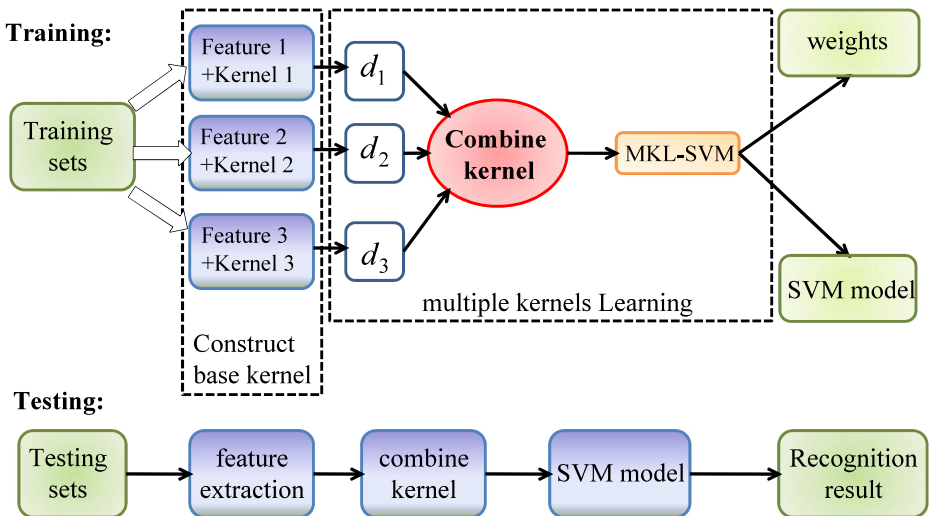 Training:
Training
sets
Feature 1
+Kernel 1
Feature 2
+Kernel 2
Feature 3
+Kernel 3
Construct
base kernel
d₁
d₂
d₃
Combine
kernel
MKL-SVM
multiple kernels Learning
weights
SVM model
Testing:
Testing
sets
feature
extraction
combine
kernel
SVM model
Recognition
result